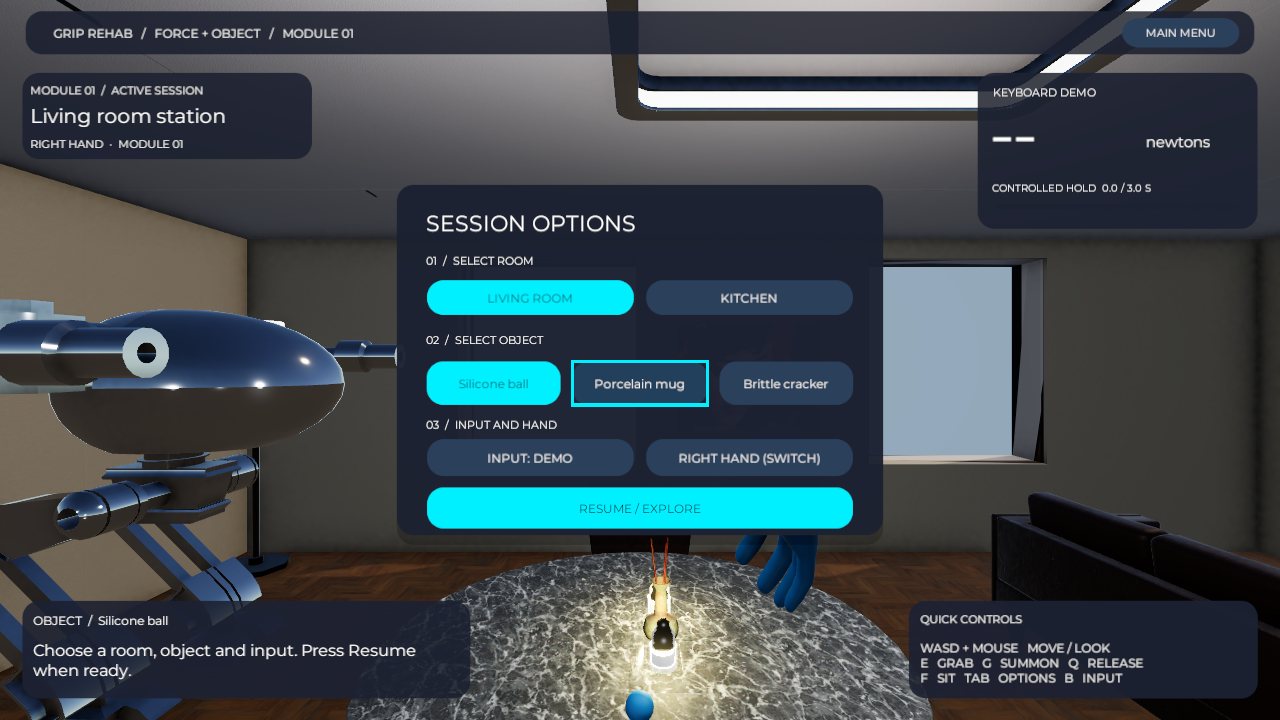 GRIP REHAB / FORCE + OBJECT / MODULE 01
MAIN MENU
MODULE 01 / ACTIVE SESSION
Living room station
RIGHT HAND · MODULE 01
KEYBOARD DEMO
-- newtons
CONTROLLED HOLD 0.0 / 3.0 S
SESSION OPTIONS
01 / SELECT ROOM
LIVING ROOM
KITCHEN
02 / SELECT OBJECT
Silicone ball
Porcelain mug
Brittle cracker
03 / INPUT AND HAND
INPUT: DEMO
RIGHT HAND (SWITCH)
RESUME / EXPLORE
OBJECT / Silicone ball
Choose a room, object and input. Press Resume
when ready.
QUICK CONTROLS
WASD + MOUSE MOVE / LOOK
E GRAB G SUMMON Q RELEASE
F SIT TAB OPTIONS B INPUT